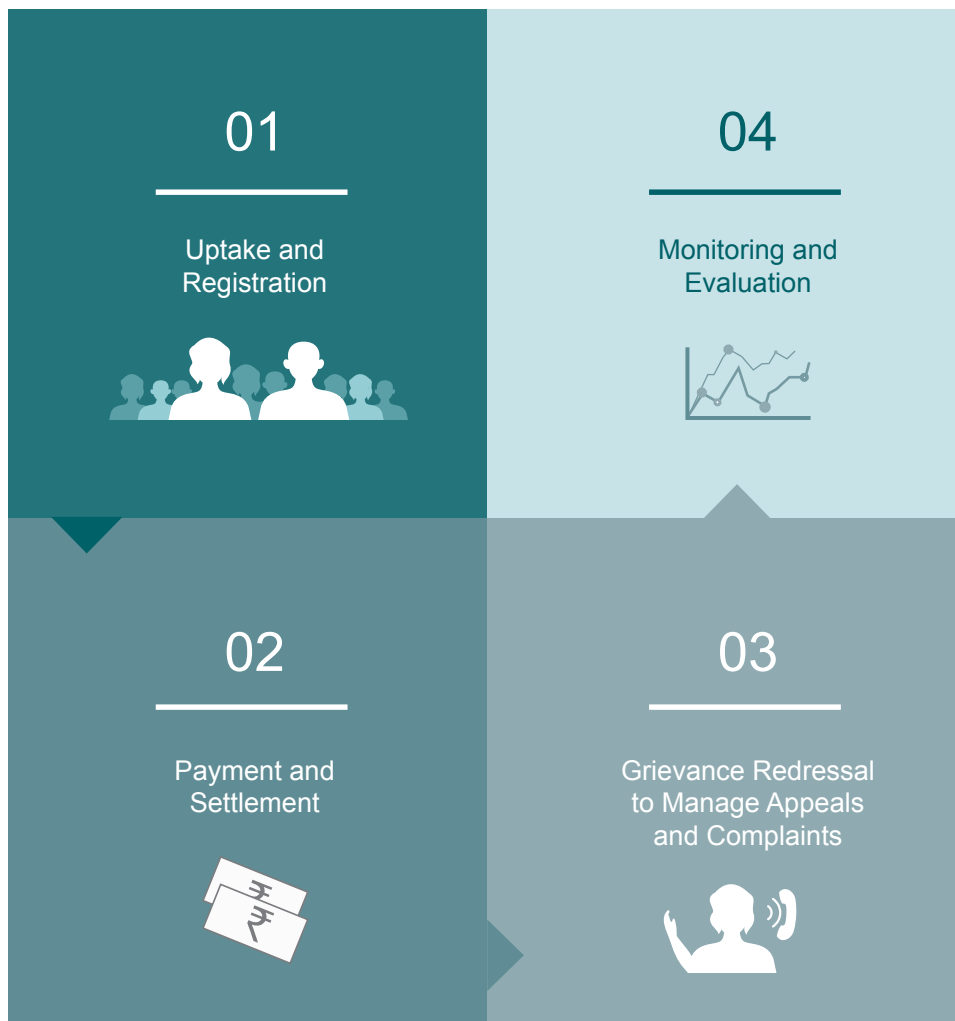 01
Uptake and
Registration
02
Payment and
Settlement
₹
₹
03
Grievance Redressal
to Manage Appeals
and Complaints
04
Monitoring and
Evaluation